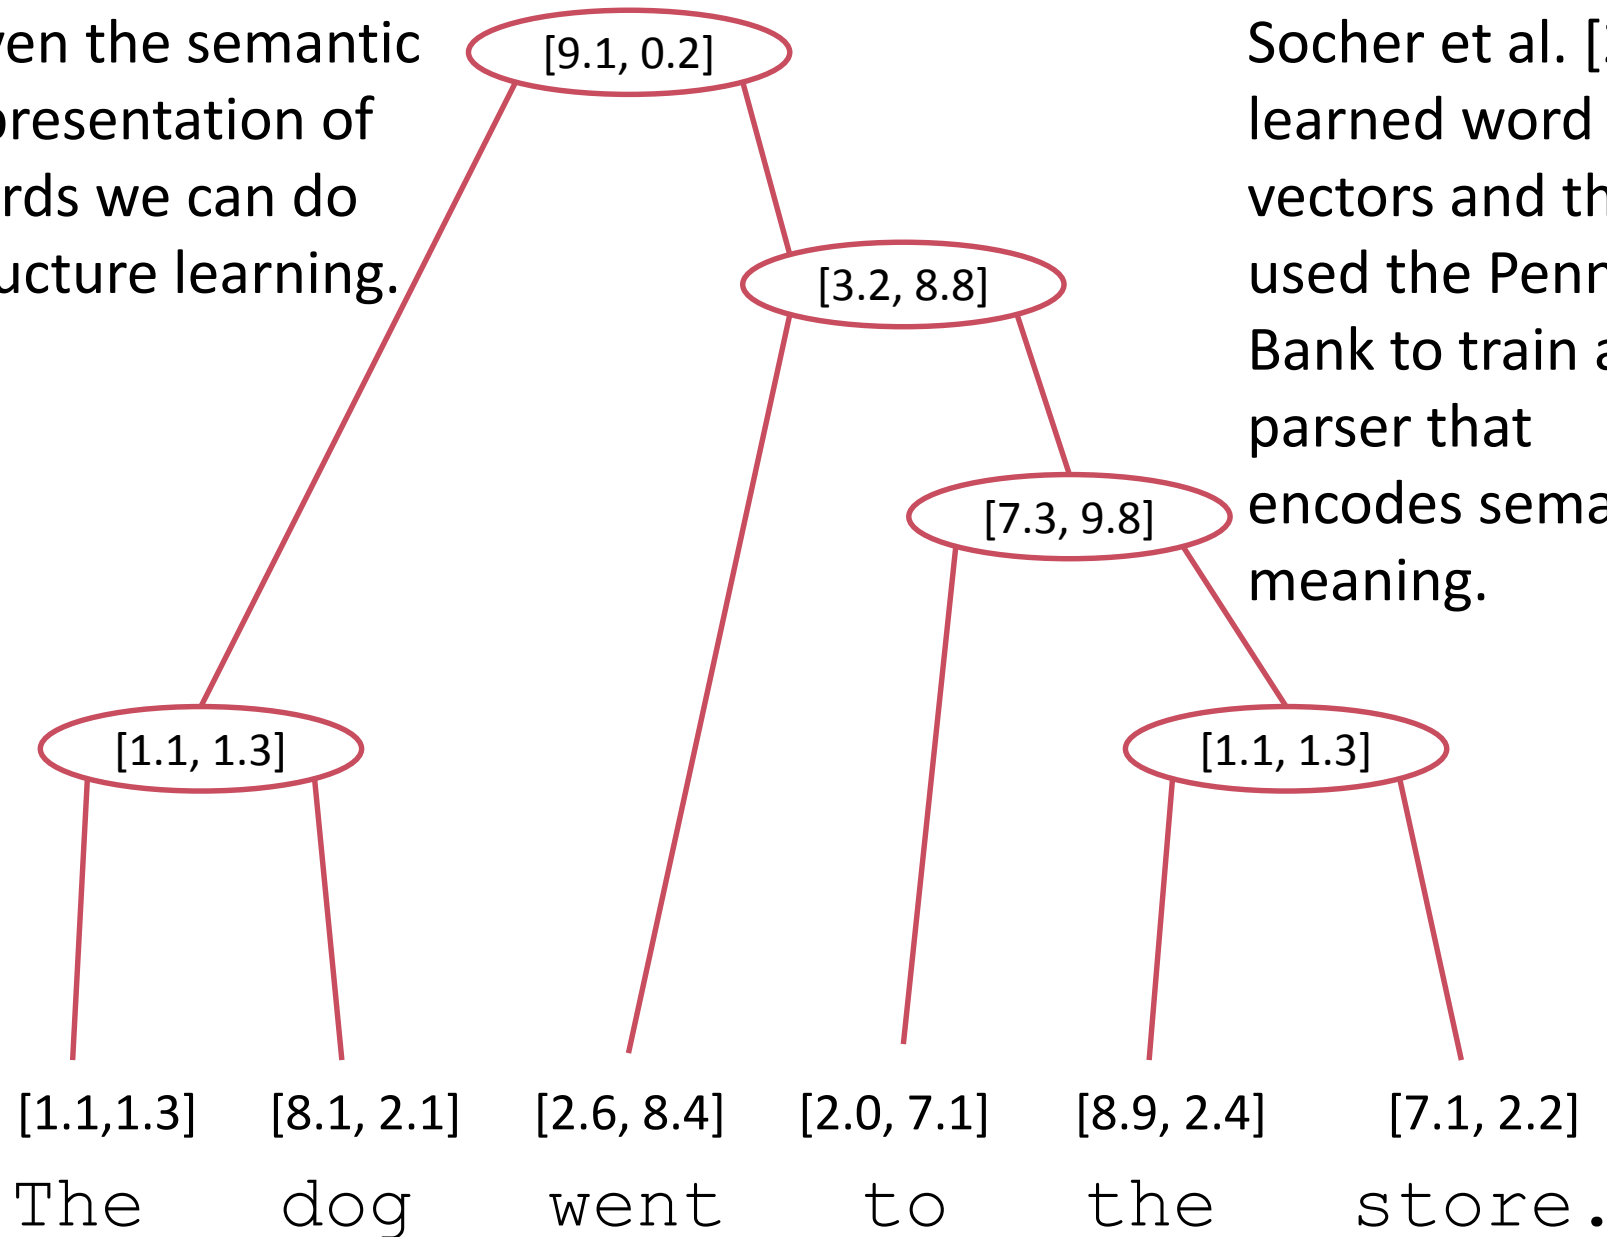 ven the semantic
presentation of
rds we can do
ucture learning.
Socher et al. [
learned word
vectors and th
used the Penn
Bank to train a
parser that
encodes sema
meaning.
[9.1, 0.2]
[3.2, 8.8]
[7.3, 9.8]
[1.1, 1.3] [1.1, 1.3]
[1.1,1.3] [8.1, 2.1] [2.6, 8.4] [2.0, 7.1] [8.9, 2.4] [7.1, 2.2]
The dog went to the store.